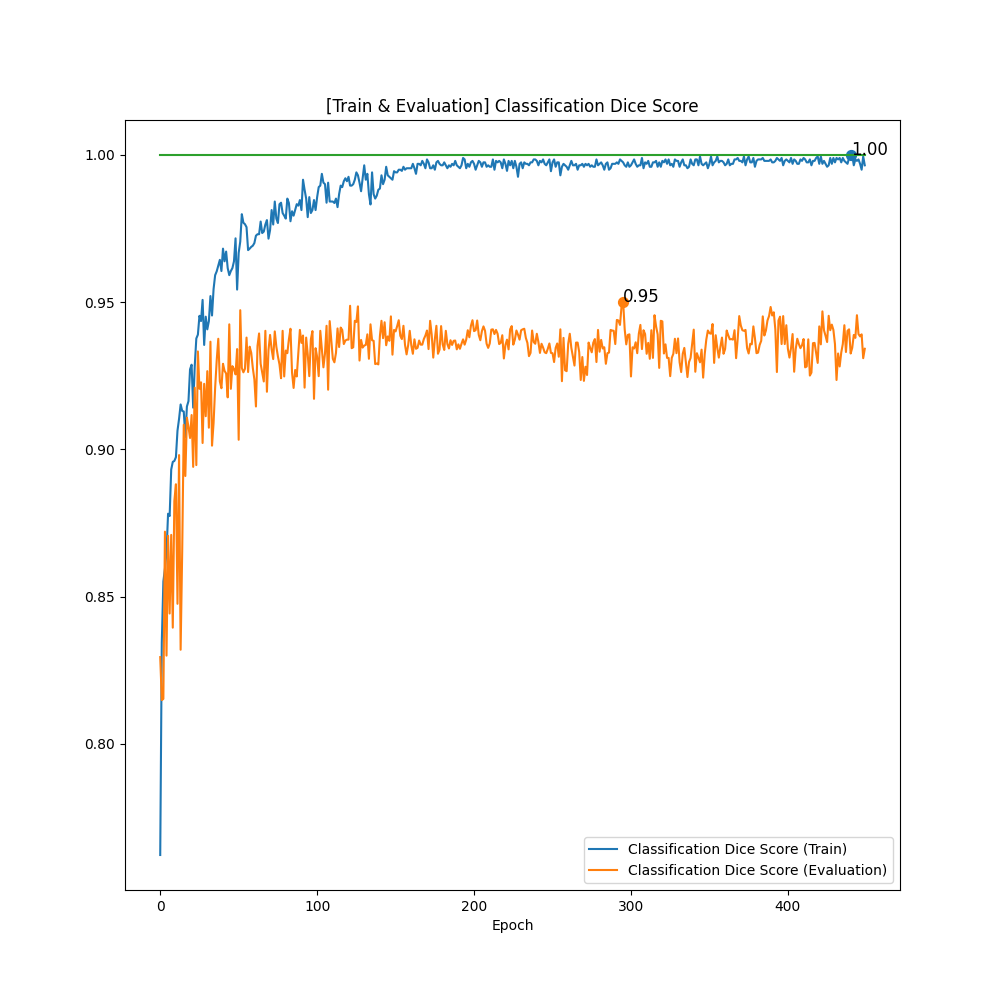 [Train & Evaluation] Classification Dice Score
1.00
1.00
0.95
0.95
0.90
0.85
0.80
Classification Dice Score (Train)
Classification Dice Score (Evaluation)
0 100 200 300 400
Epoch